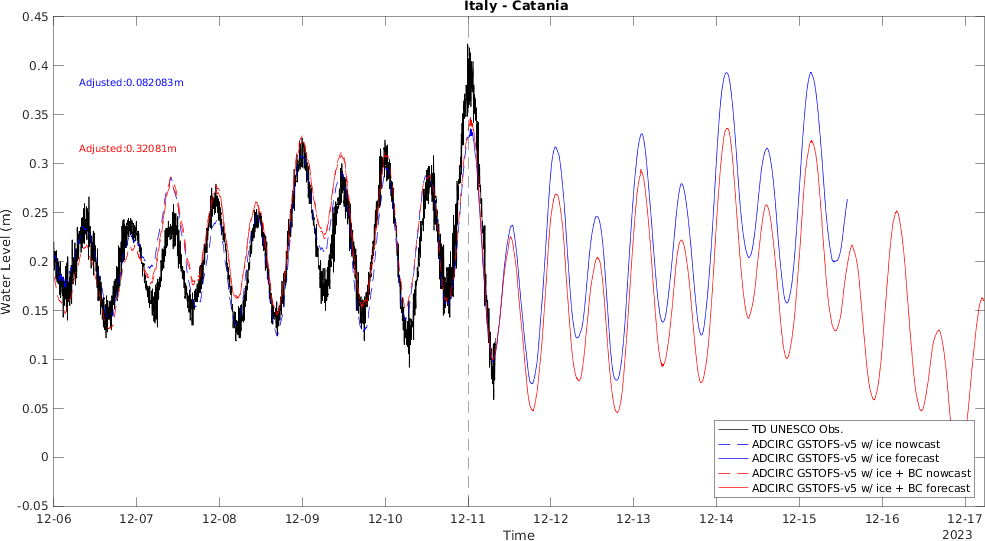 Italy - Catania
0.45
0.4
0.35
0.3
0.25
0.2
0.15
0.1
0.05
0
-0.05
Water Level (m)
Adjusted:0.082083m
Adjusted:0.32081m
TD UNESCO Obs.
ADCIRC GSTOFS-v5 w/ ice nowcast
ADCIRC GSTOFS-v5 w/ ice forecast
ADCIRC GSTOFS-v5 w/ ice + BC nowcast
ADCIRC GSTOFS-v5 w/ ice + BC forecast
12-06 12-07 12-08 12-09 12-10 12-11 12-12 12-13 12-14 12-15 12-16 12-17
Time
2023